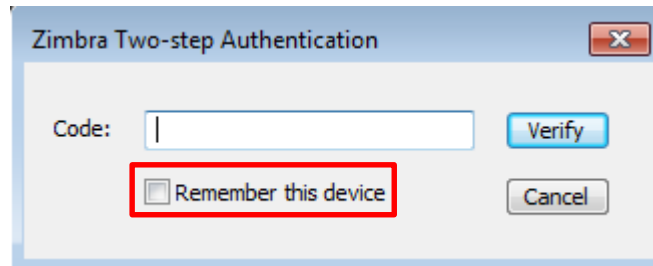 Zimbra Two-step Authentication
Code:
Verify
Remember this device
Cancel